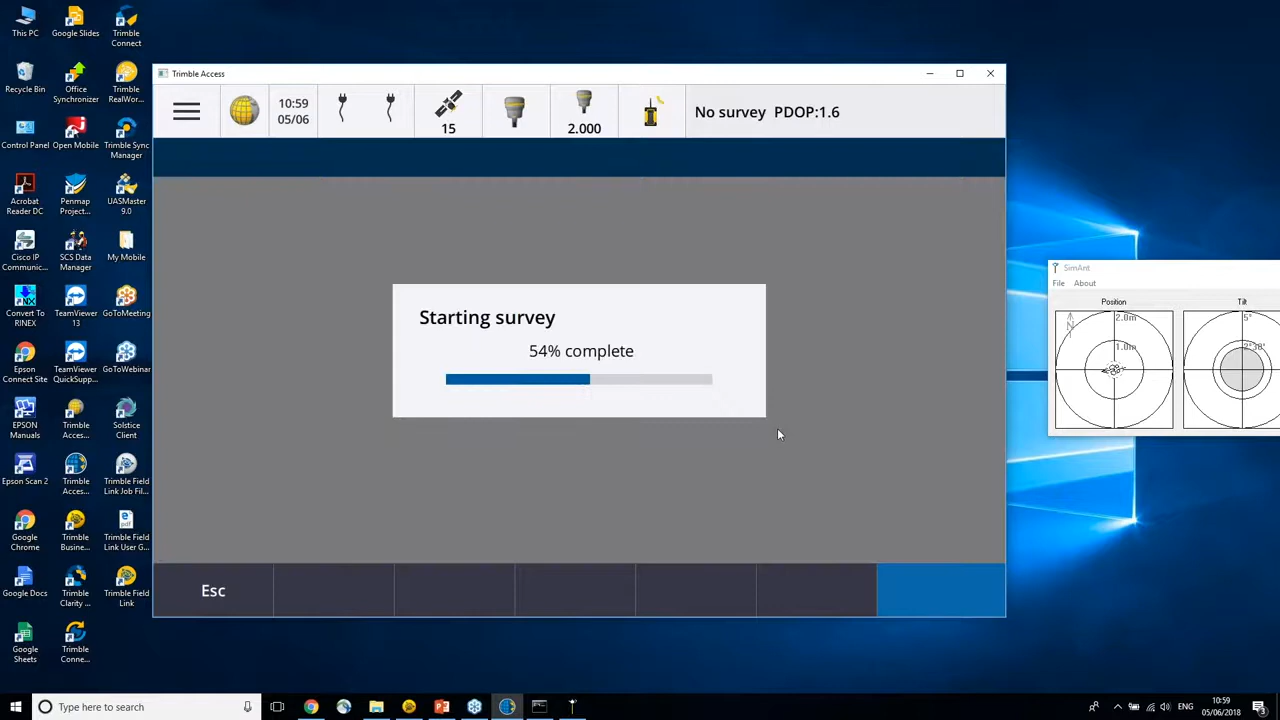 This PC
Google Slides
Trimble
Connect
Recycle Bin
Office
Synchronizer
Trimble
RealWor...
Control Panel
Open Mobile
Trimble Sync
Manager
Acrobat
Reader DC
Penmap
Project...
UASMaster
9.0
Cisco IP
Communic...
SCS Data
Manager
My Mobile
Convert To
RINEX
TeamViewer
13
GoToMeeting
Epson
Connect Site
TeamViewer
QuickSupp...
GoToWebinar
EPSON
Manuals
Trimble
Acces...
Solstice
Client
Epson Scan 2
Trimble
Acces...
Trimble Field
Link Job Fil...
Google
Chrome
Trimble
Busine...
Trimble Field
Link User G...
Google Docs
Trimble
Clarity ...
Trimble Field
Link
Google
Sheets
Trimble
Conne...
Trimble Access
10:59
05/06
15
2.000
No survey PDOP:1.6
Starting survey
54% complete
Esc
SimAnt
File About
Position
Tilt
N
2.0m
1.0m
5°
Type here to search
ENG
10:59
05/06/2018
3